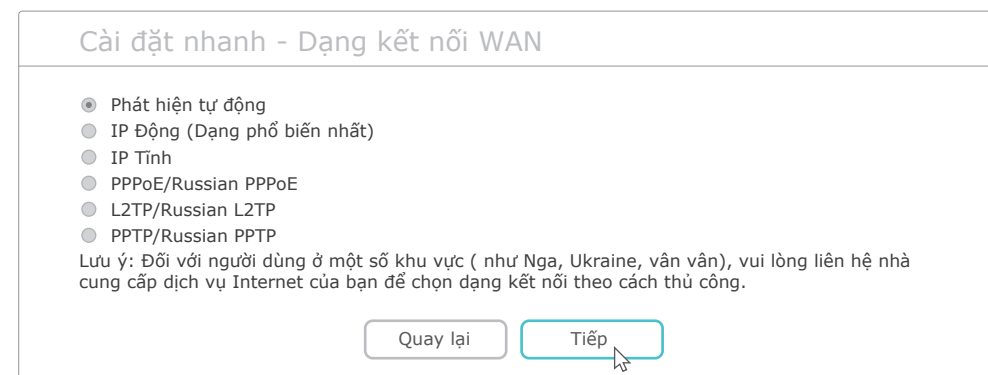 Cài đặt nhanh - Dạng kết nối WAN
Phát hiện tự động
IP Động (Dạng phổ biến nhất)
IP Tĩnh
PPPoE/Russian PPPoE
L2TP/Russian L2TP
PPTP/Russian PPTP
Lưu ý: Đối với người dùng ở một số khu vực ( như Nga, Ukraine, vân vân), vui lòng liên hệ nhà
cung cấp dịch vụ Internet của bạn để chọn dạng kết nối theo cách thủ công.
Quay lại
Tiếp